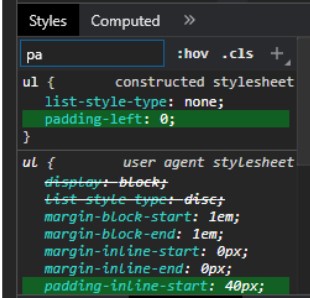 Styles Computed »
pa :hov .cls +
ul { constructed stylesheet
list-style-type: none;
padding-left: 0;
}
ul { user agent stylesheet
display: block;
list-style-type: disc;
margin-block-start: 1em;
margin-block-end: 1em;
margin-inline-start: 0px;
margin-inline-end: 0px;
padding-inline-start: 40px;